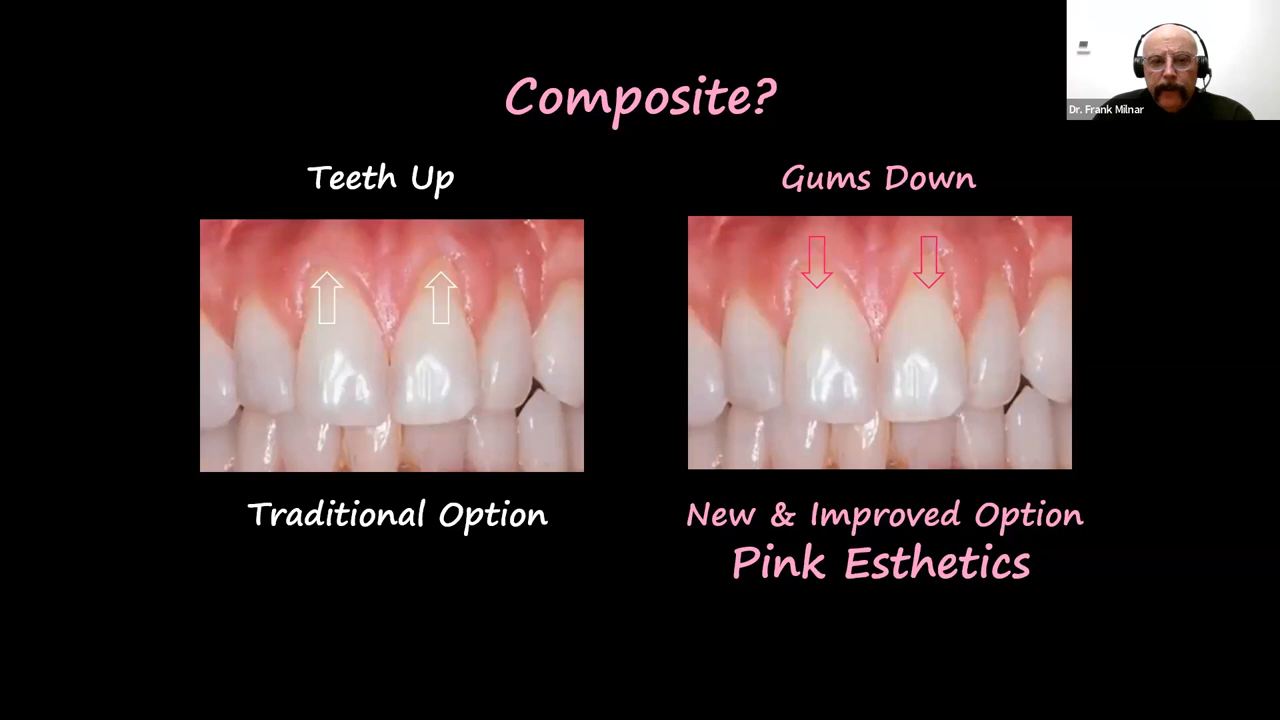 Dr. Frank Milnar
Composite?
Teeth Up
Gums Down
Traditional Option
New & Improved Option
Pink Esthetics